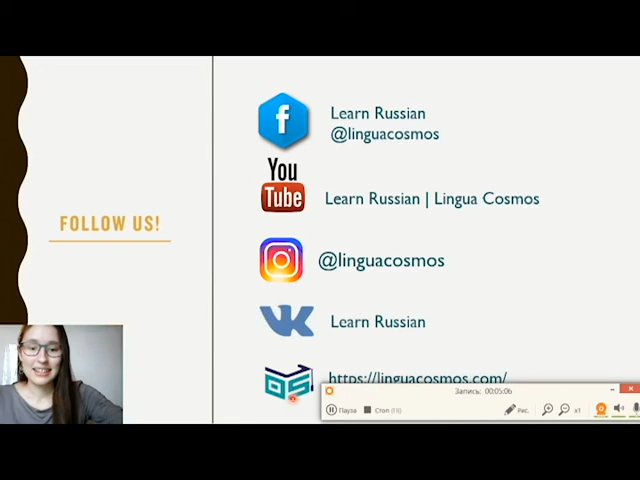 FOLLOW US!
f
Learn Russian
@linguacosmos
You
Tube
Learn Russian | Lingua Cosmos
@linguacosmos
Learn Russian
https://linguacosmos.com/
Запись: 00:05:06
Пауза
Стоп (F8)
Рис.
x1